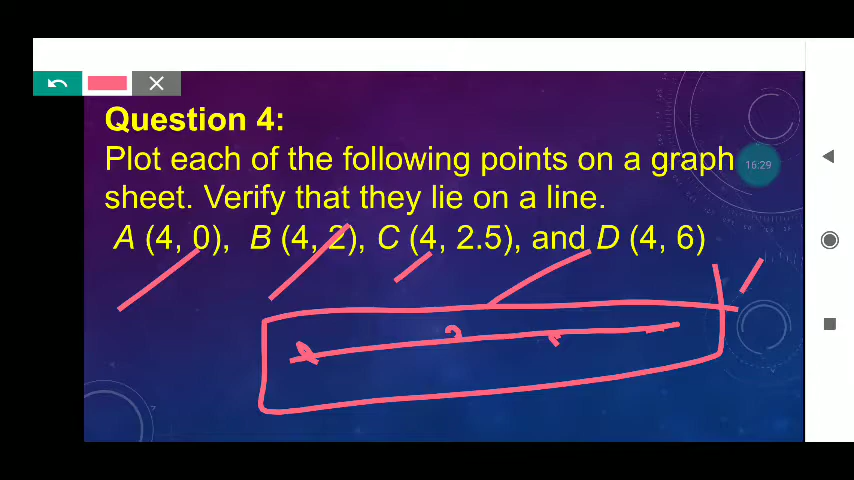 Question 4:
Plot each of the following points on a graph
16:29
sheet. Verify that they lie on a line.
A (4, 0), B (4, 2), C (4, 2.5), and D (4, 6)